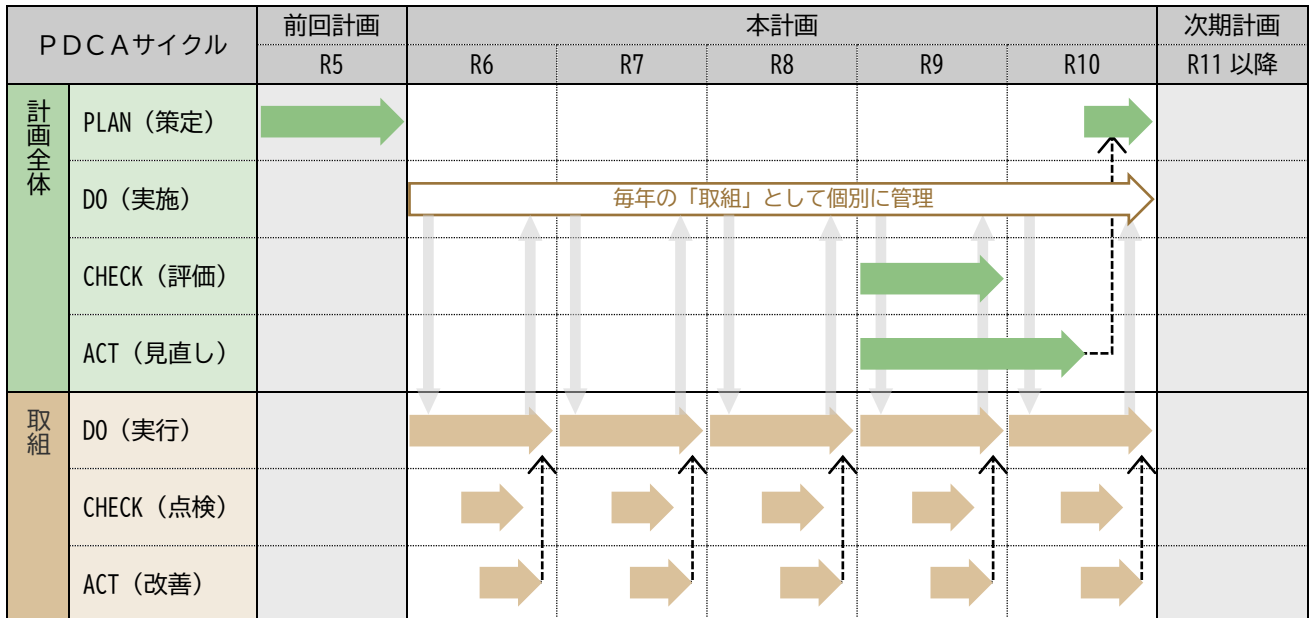 ＰＤＣＡサイクル
前回計画
本計画
次期計画
R5
R6
R7
R8
R9
R10
R11 以降
計画全体
PLAN（策定）
DO（実施）
毎年の「取組」として個別に管理
CHECK（評価）
ACT（見直し）
取組
DO（実行）
CHECK（点検）
ACT（改善）